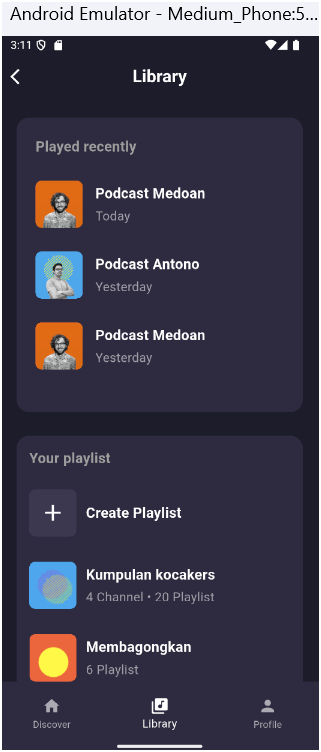 Android Emulator - Medium_Phone:5...
3:11
Library
Played recently
Podcast Medoan
Today
Podcast Antono
Yesterday
Podcast Medoan
Yesterday
Your playlist
Create Playlist
Kumpulan kocakers
4 Channel • 20 Playlist
Membagongkan
6 Playlist
Discover
Library
Profile